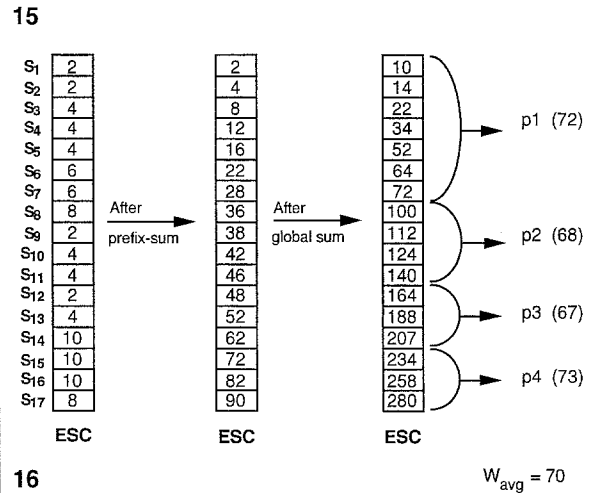 15
S1 2 2 10
S2 2 4 14
S3 4 8 22
S4 4 12 34
S5 4 16 52
S6 6 22 64
S7 6 28 72
p1 (72)
S8 8 36 100
S9 2 38 112
S10 4 42 124
S11 4 46 140
p2 (68)
S12 2 48 164
S13 4 52 188
S14 10 62 207
p3 (67)
S15 10 72 234
S16 10 82 258
S17 8 90 280
p4 (73)
After
prefix-sum
After
global sum
ESC ESC ESC
16
Wavg = 70